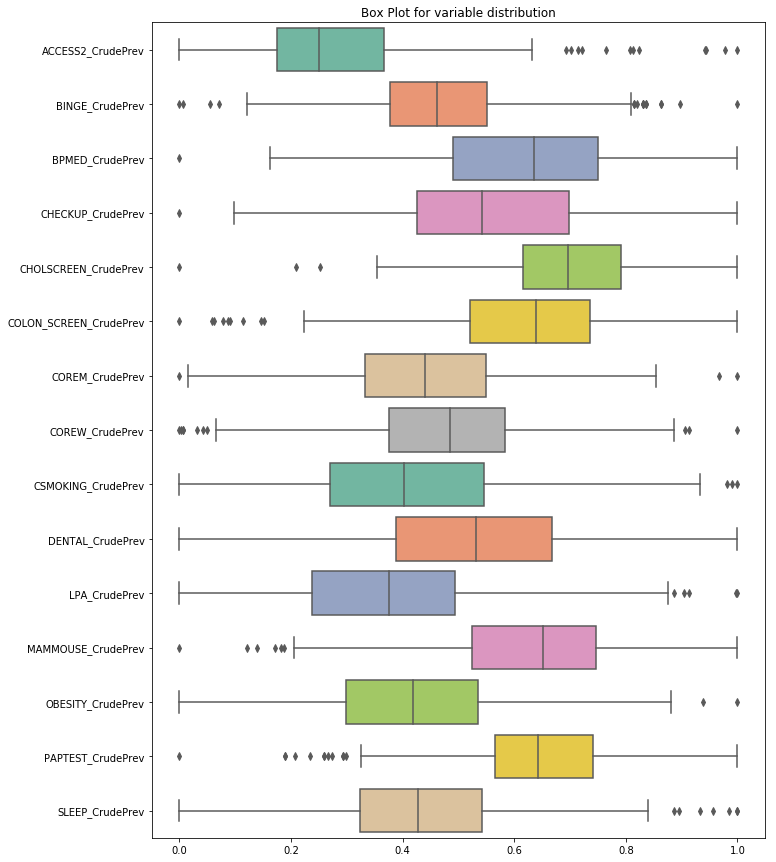 Box Plot for variable distribution
ACCESS2_CrudePrev
BINGE_CrudePrev
BPMED_CrudePrev
CHECKUP_CrudePrev
CHOLSCREEN_CrudePrev
COLON_SCREEN_CrudePrev
COREM_CrudePrev
COREW_CrudePrev
CSMOKING_CrudePrev
DENTAL_CrudePrev
LPA_CrudePrev
MAMMOUSE_CrudePrev
OBESITY_CrudePrev
PAPTEST_CrudePrev
SLEEP_CrudePrev
0.0 0.2 0.4 0.6 0.8 1.0